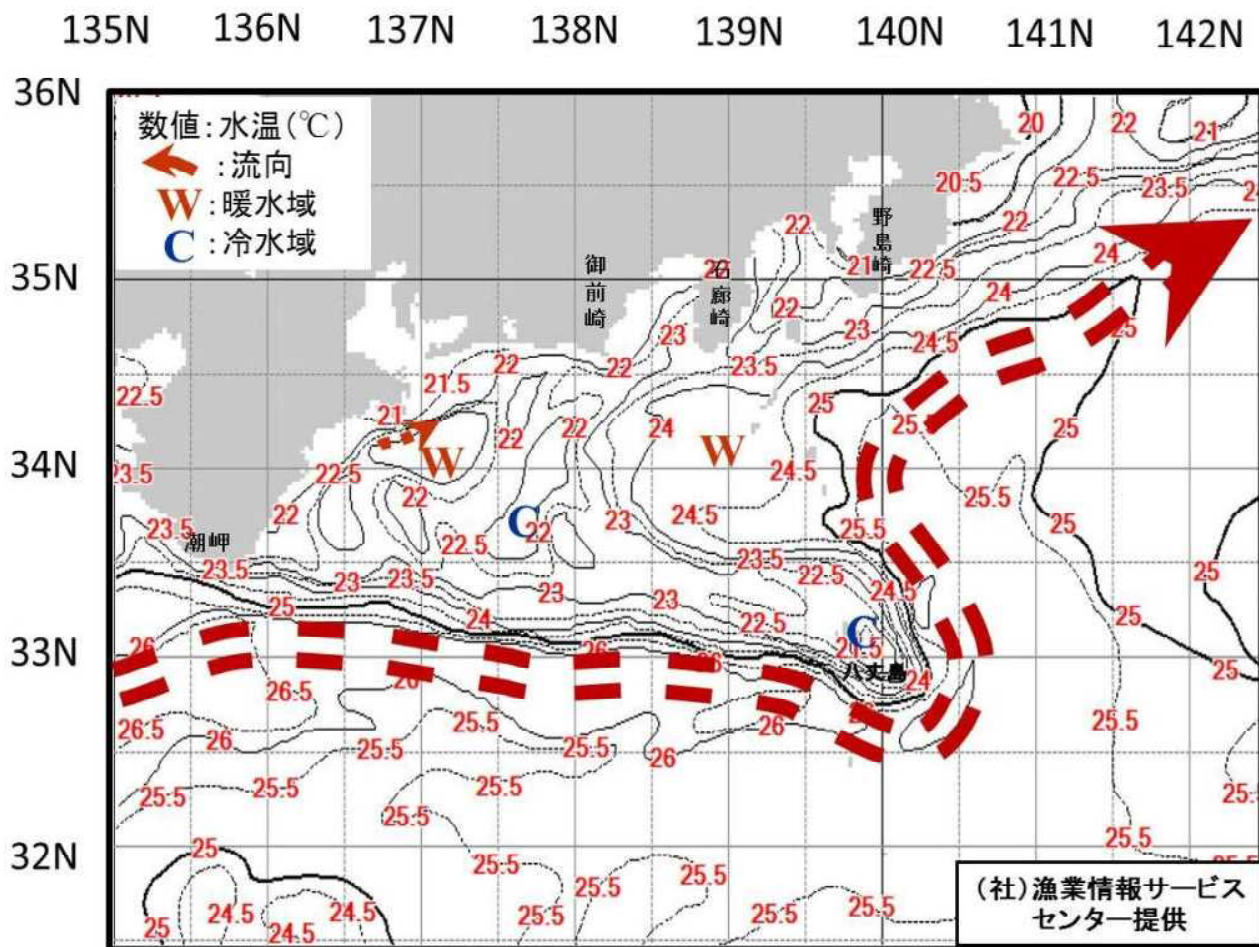 135N 136N 137N 138N 139N 140N 141N 142N
36N
数値:水温(℃)
:流向
W:暖水域
C:冷水域
20 22 21
20.5 22.5 23.5
22 野島崎 22
35N
御前崎 石廊崎 21 22.5 24
22 24
23 23 24.5 25
22 22 23.5
22.5 21.5
21 22 22 24 25 25.5 25
34N
W W
23.5 22.5 22 24.5 25.5
22 C 22 23 24.5 25.5 25
23.5 潮岬 22.5 23.5
23.5 23 23.5 23 23 22.5 24.5 25
25 24 22.5 25
33N
26 26 26 C 21.5 25
八丈島 24
26.5 26
26.5 26 25.5 25.5 26 26 25.5
25.5 25.5 25.5 25.5
25.5 25.5
32N
25 25.5 25.5 25.5
25 24.5 24.5 25.5 25.5
(社)漁業情報サービス
センター提供